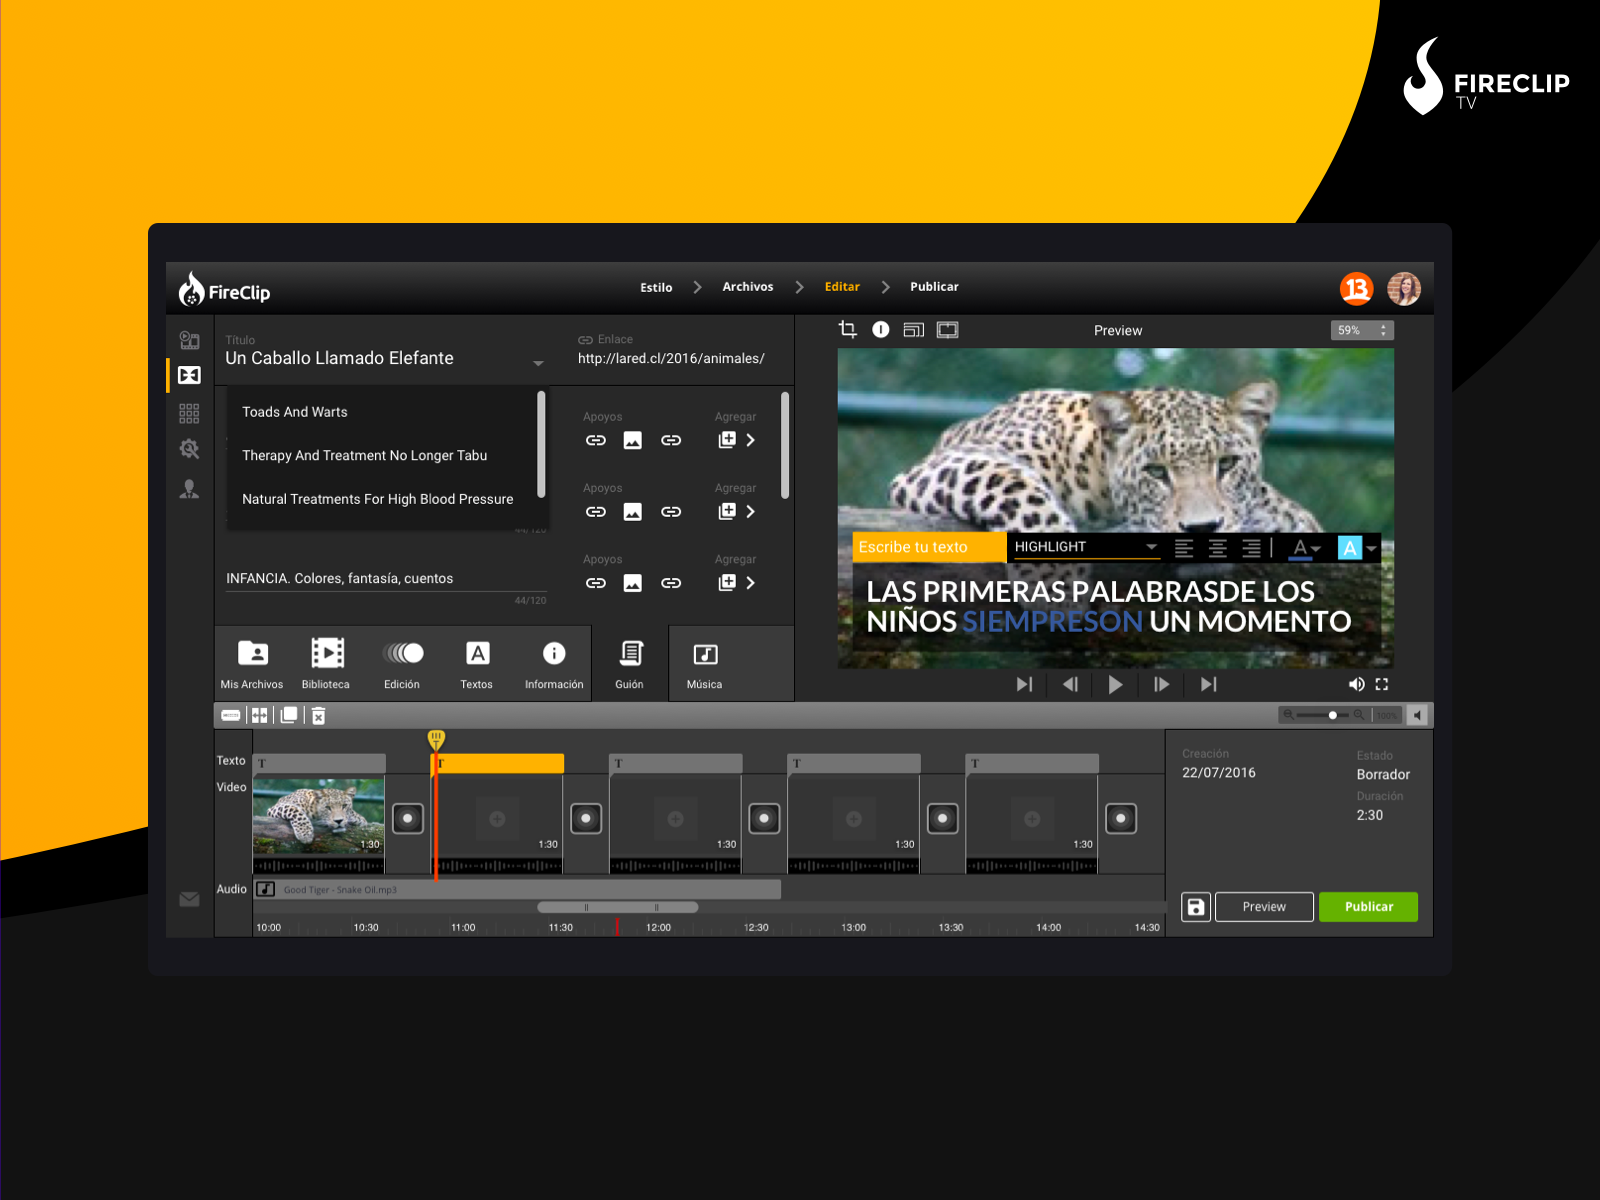 FIRECLIP
TV
FireClip
Estilo
Archivos
Editar
Publicar
13
Título
Un Caballo Llamado Elefante
Enlace
http://lared.cl/2016/animales/
Preview
59%
Toads And Warts
Therapy And Treatment No Longer Tabu
Natural Treatments For High Blood Pressure
44/120
Apoyos
Agregar
Apoyos
Agregar
Apoyos
Agregar
INFANCIA. Colores, fantasía, cuentos
44/120
Escribe tu texto
HIGHLIGHT
A
A
LAS PRIMERAS PALABRASDE LOS
NIÑOS SIEMPRESON UN MOMENTO
Mis Archivos
Biblioteca
Edición
A
Textos
Información
Guión
Música
100%
Texto
T
T
T
T
T
Video
1:30
1:30
1:30
1:30
1:30
Audio
Good Tiger - Snake Oil.mp3
10:00
10:30
11:00
11:30
12:00
12:30
13:00
13:30
14:00
14:30
Creación
22/07/2016
Estado
Borrador
Duración
2:30
Preview
Publicar